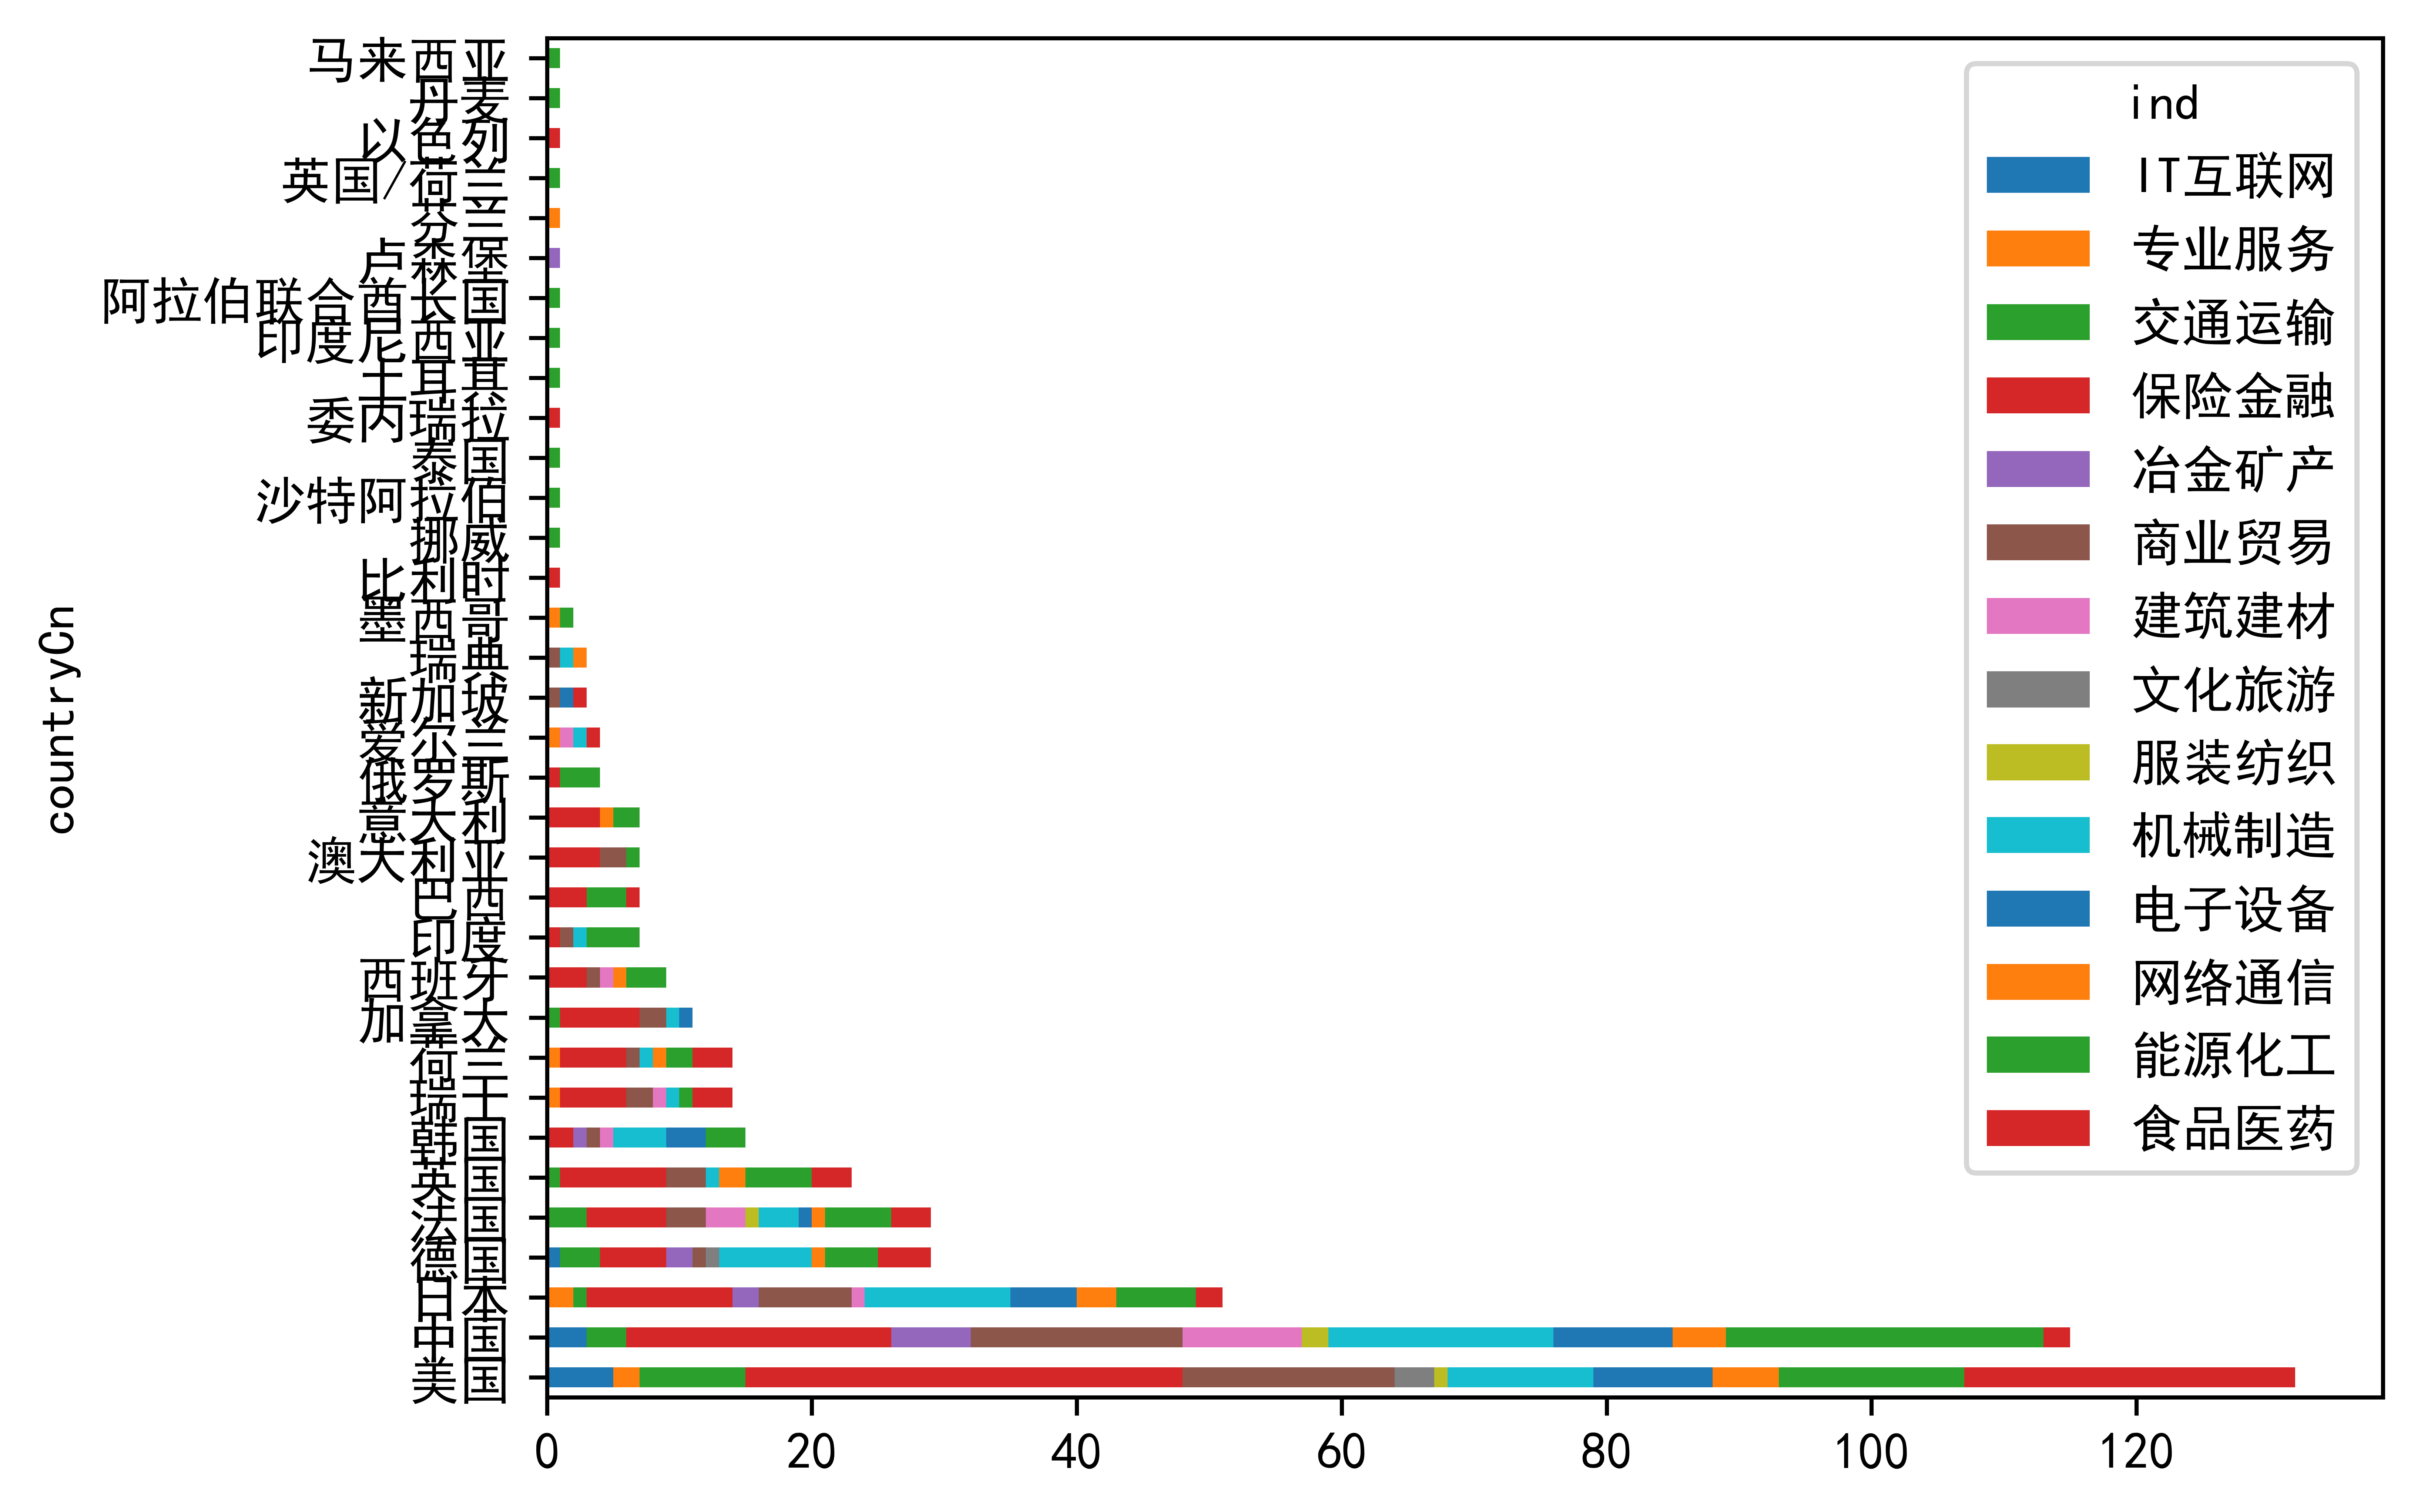 马来西亚
丹麦
以色列
英国/荷兰
芬兰
卢森堡
阿拉伯联合酋长国
印度尼西亚
土耳其
委内瑞拉
泰国
沙特阿拉伯
挪威
比利时
墨西哥
瑞典
新加坡
爱尔兰
俄罗斯
意大利
澳大利亚
巴西
印度
西班牙
加拿大
荷兰
瑞士
韩国
英国
法国
德国
日本
中国
美国
countryCn
0 20 40 60 80 100 120
ind
IT互联网
专业服务
交通运输
保险金融
冶金矿产
商业贸易
建筑建材
文化旅游
服装纺织
机械制造
电子设备
网络通信
能源化工
食品医药